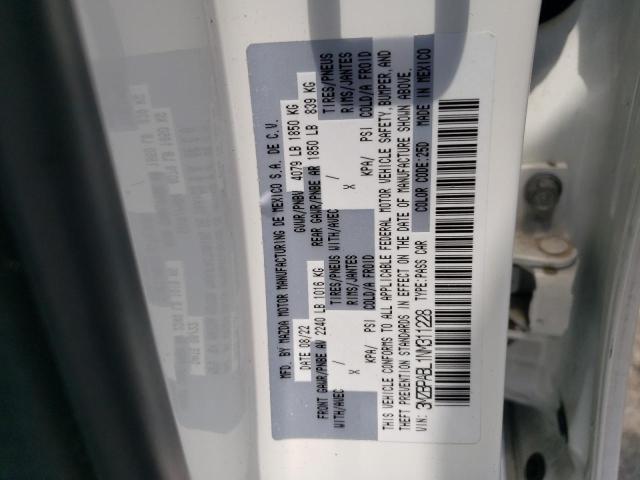 MFD. BY MAZDA MOTOR MANUFACTURING DE MEXICO S.A. DE C.V.
DATE 08/22 GVWR/PNBV 4079 LB 1850 KG
FRONT GAWR/PNBE AV 2240 LB 1016 KG REAR GAWR/PNBE AR 1850 LB 839 KG
WITH/AVEC TIRES/PNEUS WITH/AVEC TIRES/PNEUS
X RIMS/JANTES X RIMS/JANTES
KPA/ PSI COLD/A FROID KPA/ PSI COLD/A FROID
THIS VEHICLE CONFORMS TO ALL APPLICABLE FEDERAL MOTOR VEHICLE SAFETY, BUMPER, AND
THEFT PREVENTION STANDARDS IN EFFECT ON THE DATE OF MANUFACTURE SHOWN ABOVE.
VIN: 3MZBPABL1NM311228 TYPE:PASS CAR COLOR CODE:25D MADE IN MEXICO